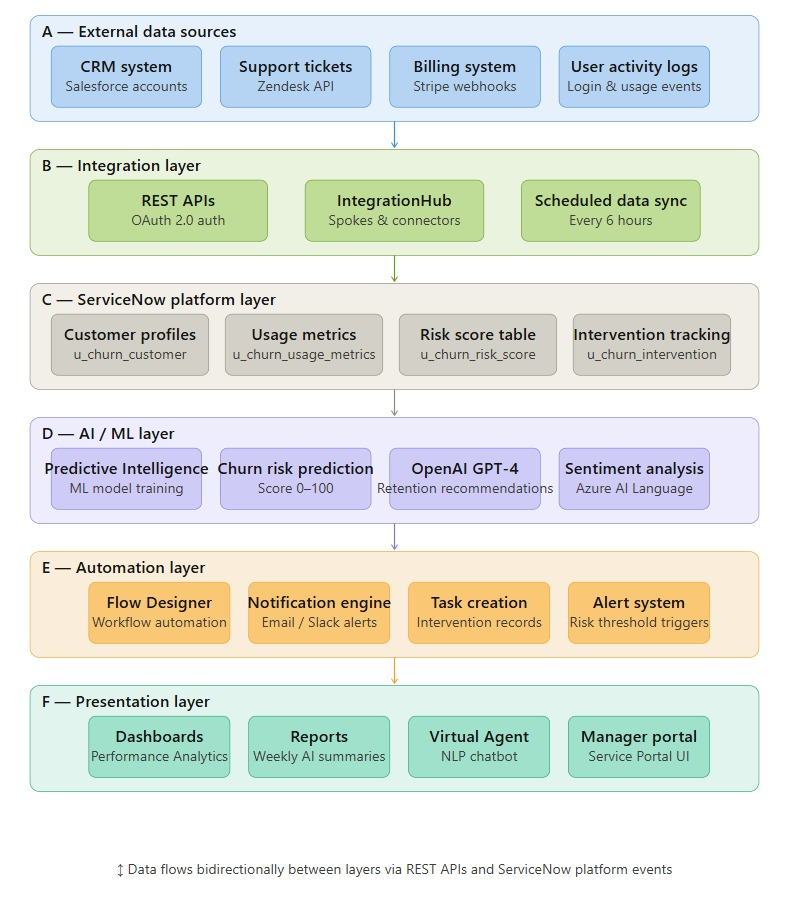 A — External data sources
CRM system
Salesforce accounts
Support tickets
Zendesk API
Billing system
Stripe webhooks
User activity logs
Login & usage events
B — Integration layer
REST APIs
OAuth 2.0 auth
IntegrationHub
Spokes & connectors
Scheduled data sync
Every 6 hours
C — ServiceNow platform layer
Customer profiles
u_churn_customer
Usage metrics
u_churn_usage_metrics
Risk score table
u_churn_risk_score
Intervention tracking
u_churn_intervention
D — AI / ML layer
Predictive Intelligence
ML model training
Churn risk prediction
Score 0–100
OpenAI GPT-4
Retention recommendations
Sentiment analysis
Azure AI Language
E — Automation layer
Flow Designer
Workflow automation
Notification engine
Email / Slack alerts
Task creation
Intervention records
Alert system
Risk threshold triggers
F — Presentation layer
Dashboards
Performance Analytics
Reports
Weekly AI summaries
Virtual Agent
NLP chatbot
Manager portal
Service Portal UI
↕ Data flows bidirectionally between layers via REST APIs and ServiceNow platform events